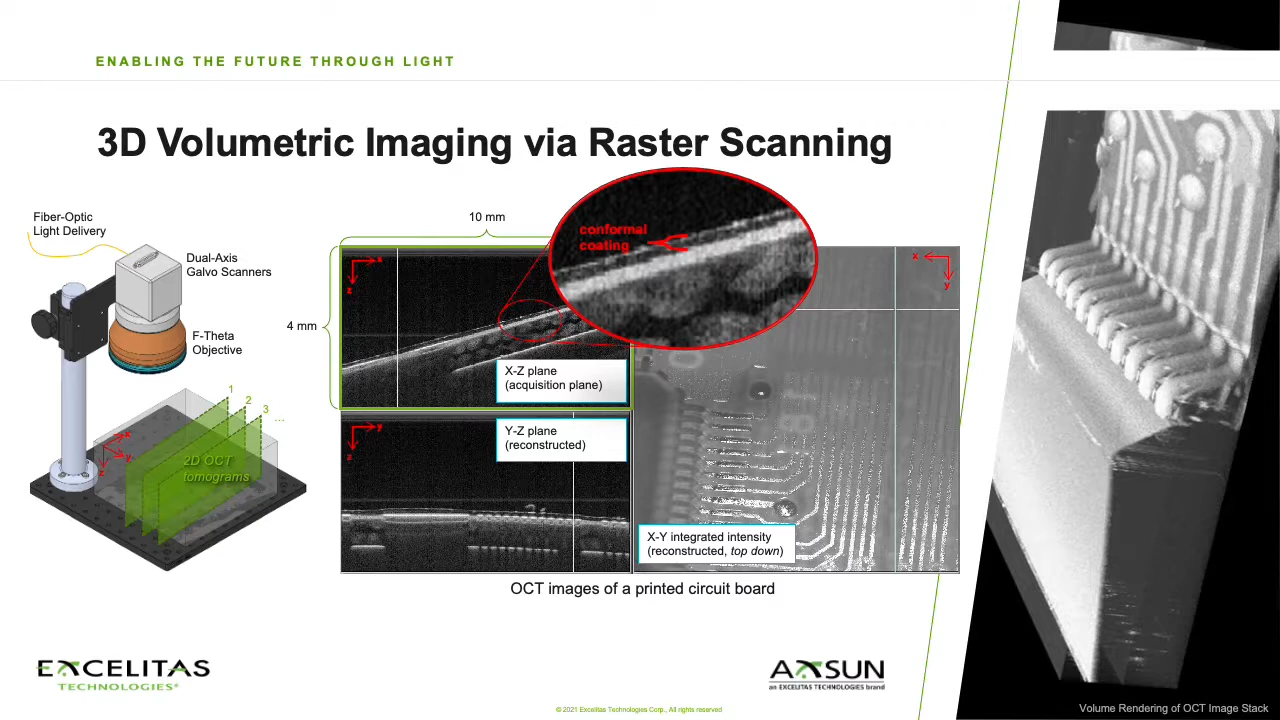 ENABLING THE FUTURE THROUGH LIGHT
3D Volumetric Imaging via Raster Scanning
Fiber-Optic
Light Delivery
Dual-Axis
Galvo Scanners
F-Theta
Objective
1
2
3
...
2D OCT
tomograms
x
y
z
10 mm
4 mm
x
z
conformal
coating
X-Z plane
(acquisition plane)
y
z
Y-Z plane
(reconstructed)
x
y
X-Y integrated intensity
(reconstructed, top down)
OCT images of a printed circuit board
EXCELITAS
TECHNOLOGIES®
AXSUN
an EXCELITAS TECHNOLOGIES brand
© 2021 Excelitas Technologies Corp., All rights reserved
Volume Rendering of OCT Image Stack